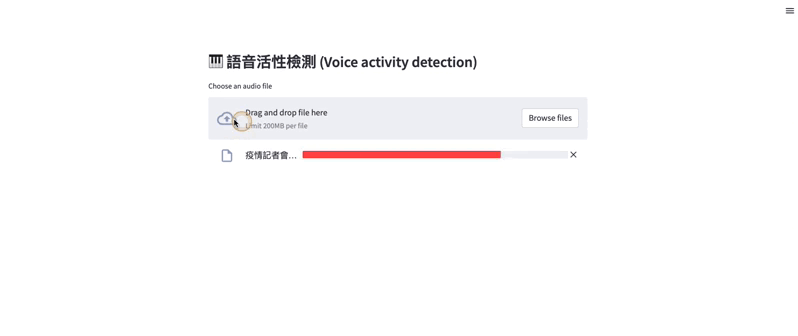 🎹 語音活性檢測 (Voice activity detection)
Choose an audio file
Drag and drop file here
Limit 200MB per file
Browse files
疫情記者會...